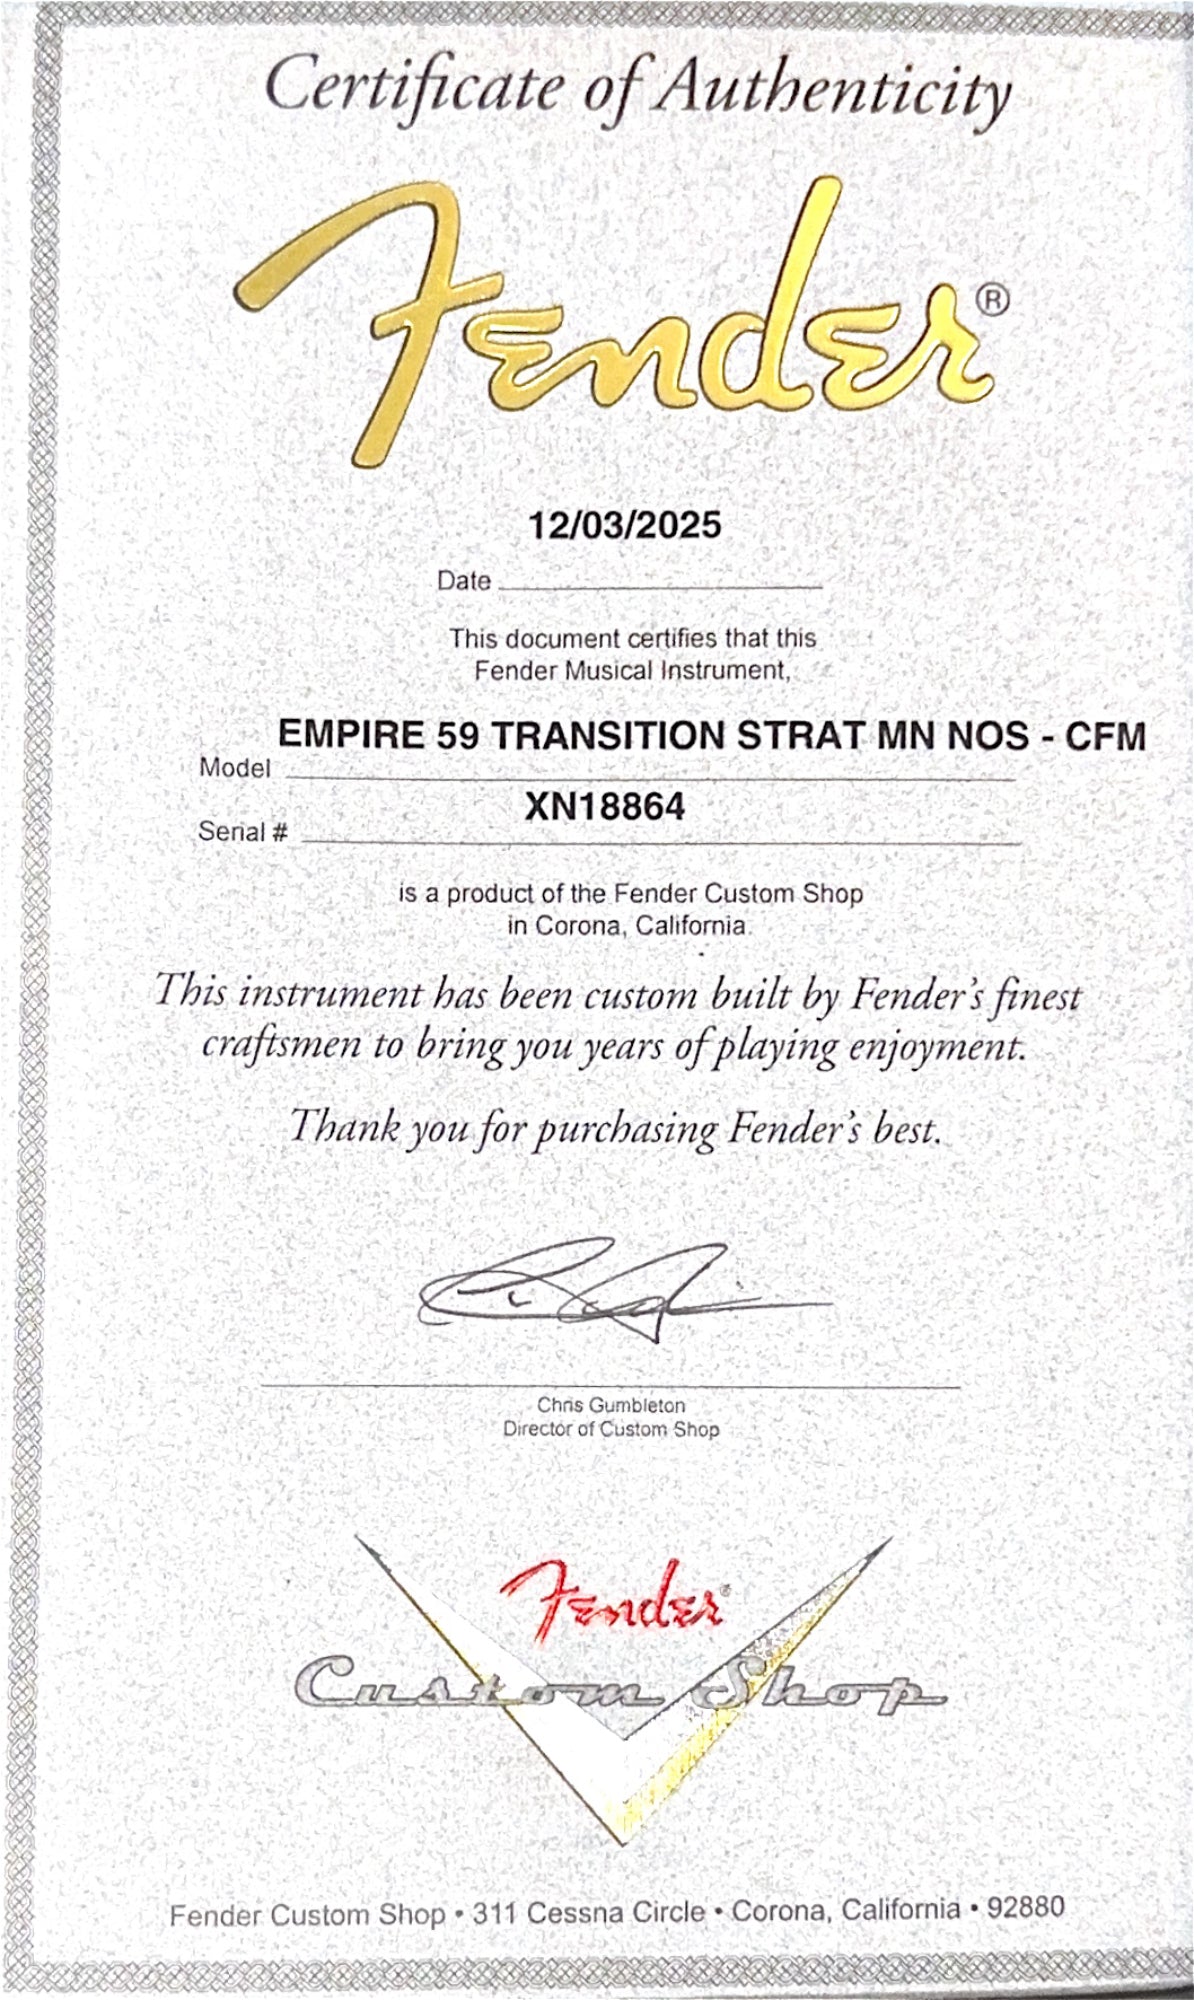 Certificate of Authenticity
Fender®
12/03/2025
Date
This document certifies that this
Fender Musical Instrument,
EMPIRE 59 TRANSITION STRAT MN NOS - CFM
Model
XN18864
Serial #
is a product of the Fender Custom Shop
in Corona, California.
This instrument has been custom built by Fender's finest
craftsmen to bring you years of playing enjoyment.
Thank you for purchasing Fender's best.
Chris Gumbleton
Director of Custom Shop
Fender
Custom Shop
Fender Custom Shop • 311 Cessna Circle • Corona, California • 92880